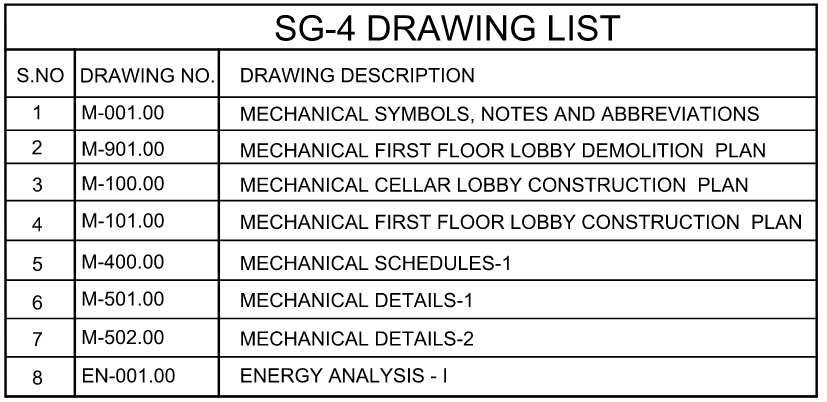 SG-4 DRAWING LIST
S.NO DRAWING NO. DRAWING DESCRIPTION
1 M-001.00 MECHANICAL SYMBOLS, NOTES AND ABBREVIATIONS
2 M-901.00 MECHANICAL FIRST FLOOR LOBBY DEMOLITION PLAN
3 M-100.00 MECHANICAL CELLAR LOBBY CONSTRUCTION PLAN
4 M-101.00 MECHANICAL FIRST FLOOR LOBBY CONSTRUCTION PLAN
5 M-400.00 MECHANICAL SCHEDULES-1
6 M-501.00 MECHANICAL DETAILS-1
7 M-502.00 MECHANICAL DETAILS-2
8 EN-001.00 ENERGY ANALYSIS - I